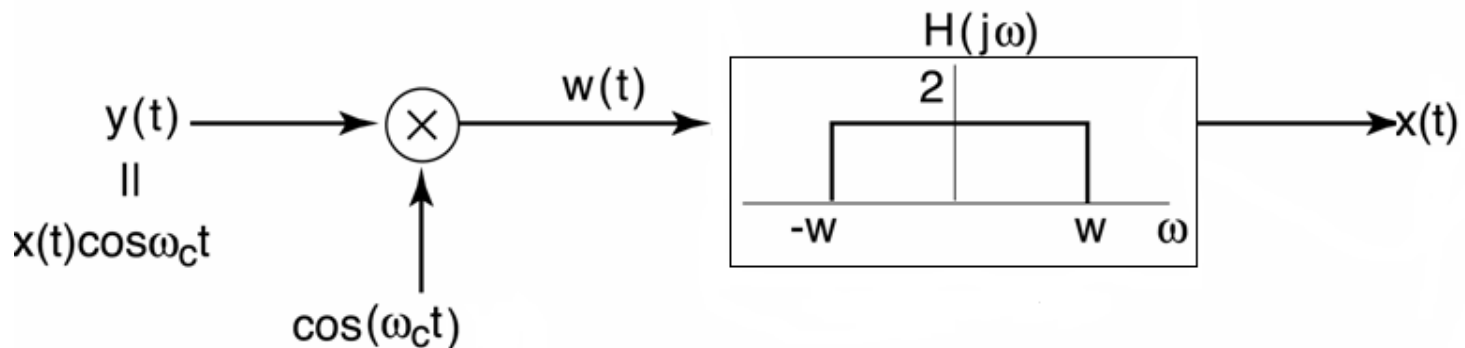 H(jω)
2
y(t)
w(t)
x(t)
=
x(t)cosω_ct
-w
w
ω
cos(ω_ct)